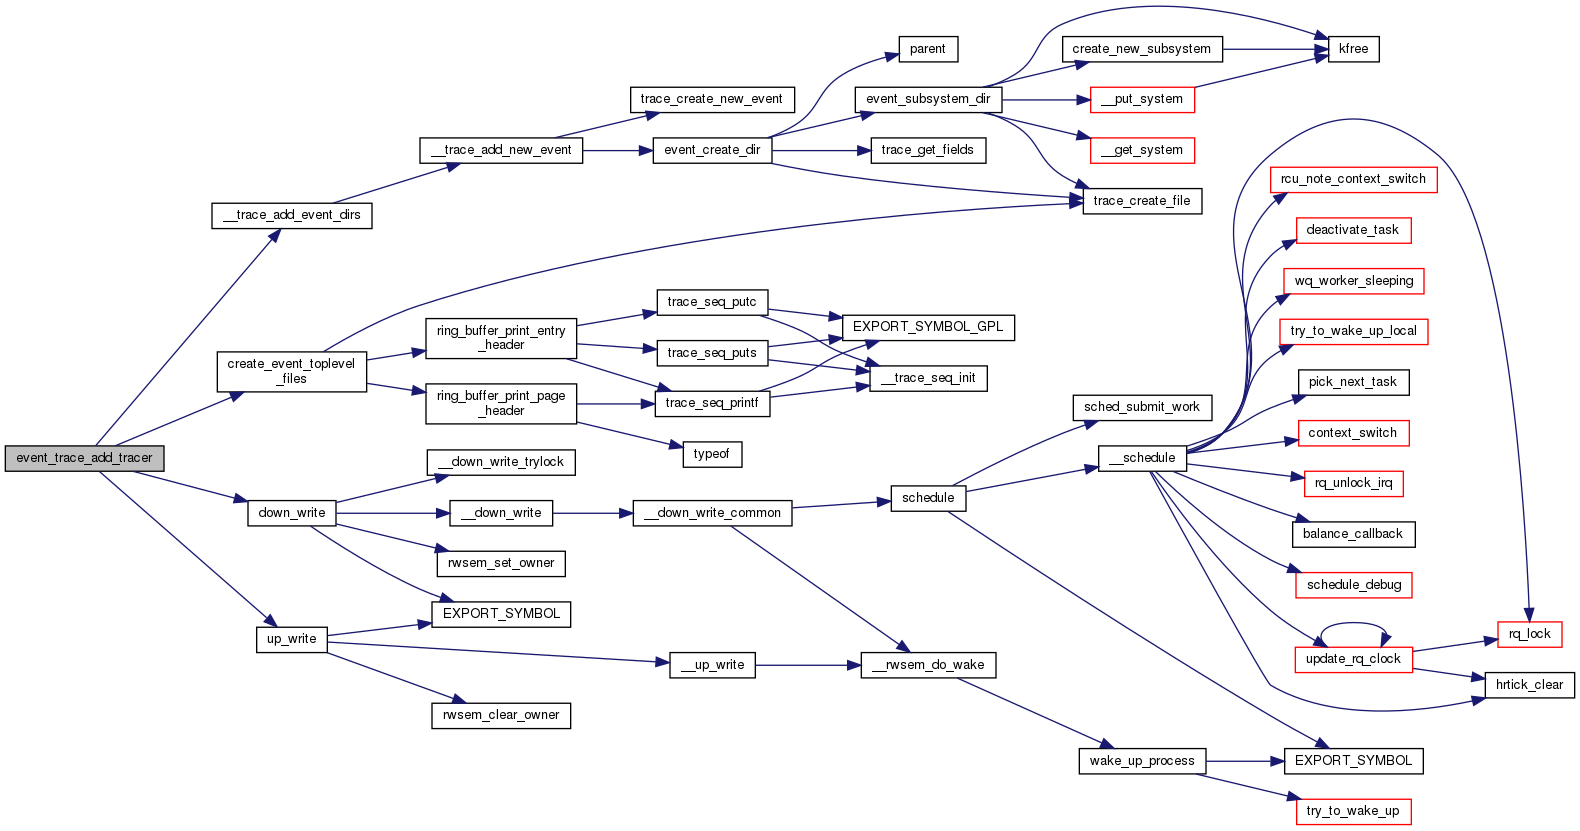 parent
create_new_subsystem
kfree
trace_create_new_event
event_subsystem_dir
__put_system
__trace_add_new_event
event_create_dir
trace_get_fields
__get_system
rcu_note_context_switch
__trace_add_event_dirs
trace_create_file
deactivate_task
wq_worker_sleeping
trace_seq_putc
ring_buffer_print_entry
_header
EXPORT_SYMBOL_GPL
try_to_wake_up_local
trace_seq_puts
create_event_toplevel
_files
__trace_seq_init
pick_next_task
ring_buffer_print_page
_header
trace_seq_printf
sched_submit_work
context_switch
typeof
event_trace_add_tracer
__down_write_trylock
__schedule
rq_unlock_irq
schedule
down_write
__down_write
__down_write_common
balance_callback
rwsem_set_owner
schedule_debug
EXPORT_SYMBOL
up_write
rq_lock
__up_write
__rwsem_do_wake
update_rq_clock
hrtick_clear
rwsem_clear_owner
wake_up_process
EXPORT_SYMBOL
try_to_wake_up